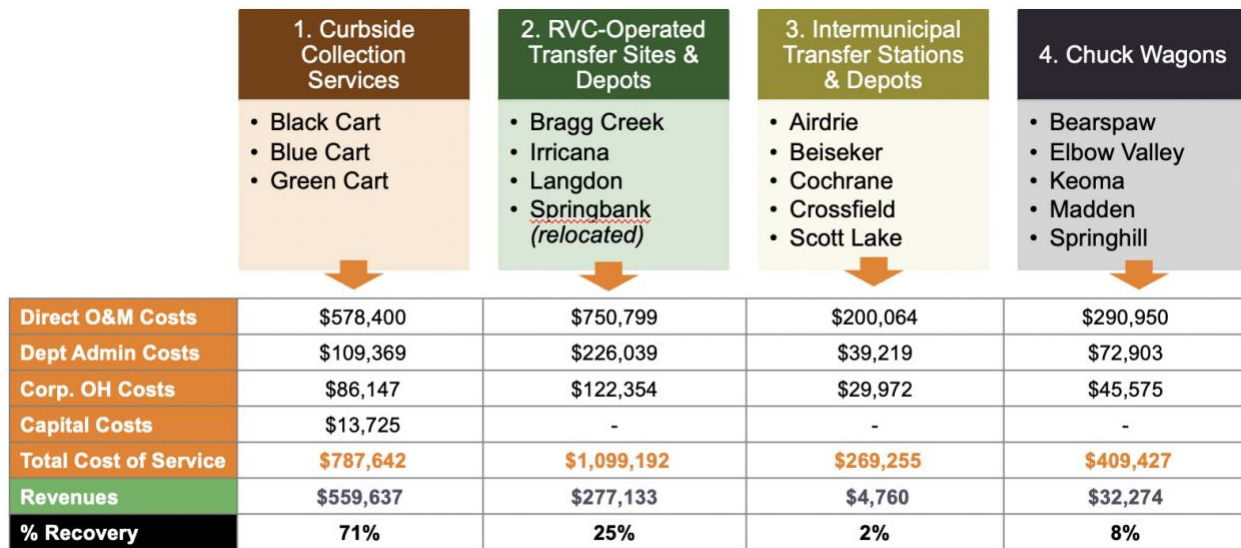 1. Curbside
Collection
Services
• Black Cart
• Blue Cart
• Green Cart
2. RVC-Operated
Transfer Sites &
Depots
• Bragg Creek
• Irricana
• Langdon
• Springbank
(relocated)
3. Intermunicipal
Transfer Stations
& Depots
• Airdrie
• Beiseker
• Cochrane
• Crossfield
• Scott Lake
4. Chuck Wagons
• Bearspaw
• Elbow Valley
• Keoma
• Madden
• Springhill
Direct O&M Costs $578,400 $750,799 $200,064 $290,950
Dept Admin Costs $109,369 $226,039 $39,219 $72,903
Corp. OH Costs $86,147 $122,354 $29,972 $45,575
Capital Costs $13,725 - - -
Total Cost of Service $787,642 $1,099,192 $269,255 $409,427
Revenues $559,637 $277,133 $4,760 $32,274
% Recovery 71% 25% 2% 8%